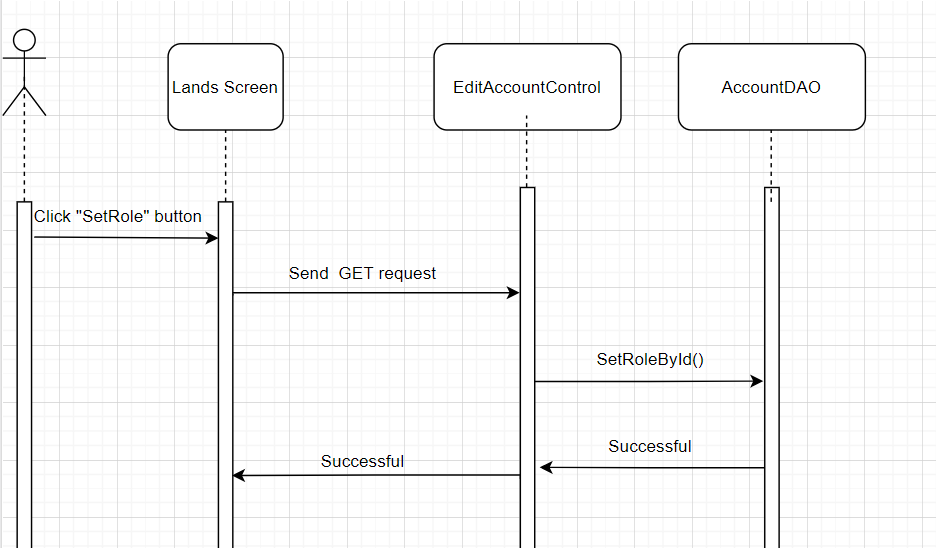 Lands Screen
EditAccountControl
AccountDAO
Click "SetRole" button
Send  GET request
SetRoleById()
Successful
Successful